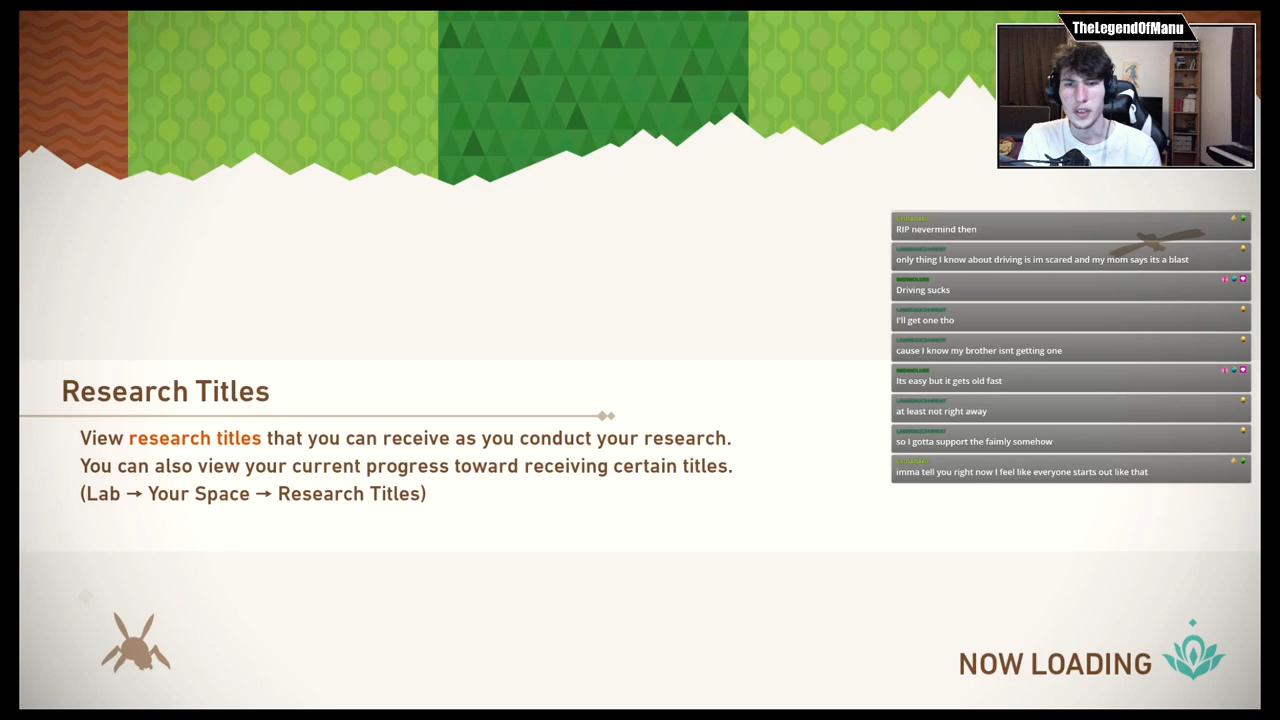 TheLegendOfManu
RIP nevermind then
only thing I know about driving is im scared and my mom says its a blast
Driving sucks
I'll get one tho
cause I know my brother isnt getting one
Its easy but it gets old fast
at least not right away
so I gotta support the faimly somehow
imma tell you right now I feel like everyone starts out like that
Research Titles
View research titles that you can receive as you conduct your research.
You can also view your current progress toward receiving certain titles.
(Lab → Your Space → Research Titles)
NOW LOADING